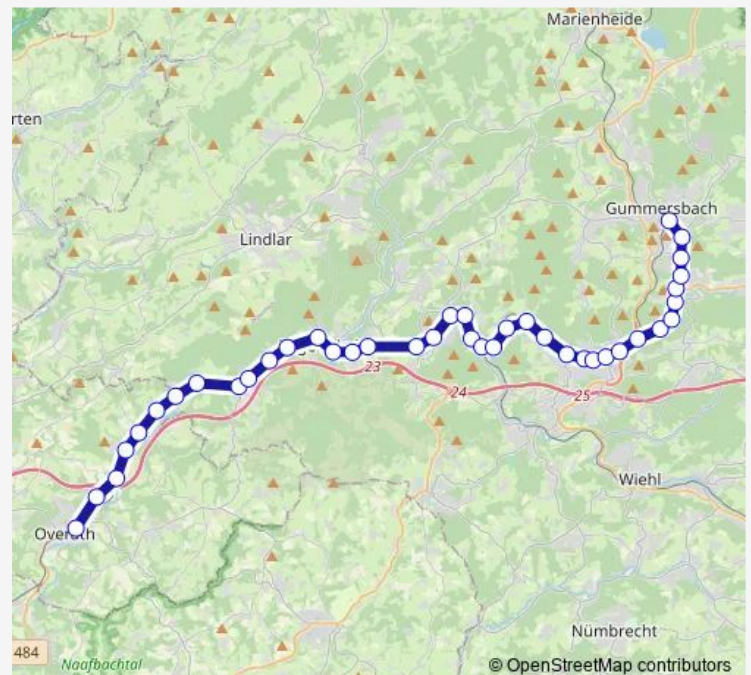 Marienheide
rten
Gummersbach
Lindlar
23
24
25
Wiehl
Overath
Nümbrecht
484
Naafbachtal
© OpenStreetMap contributors